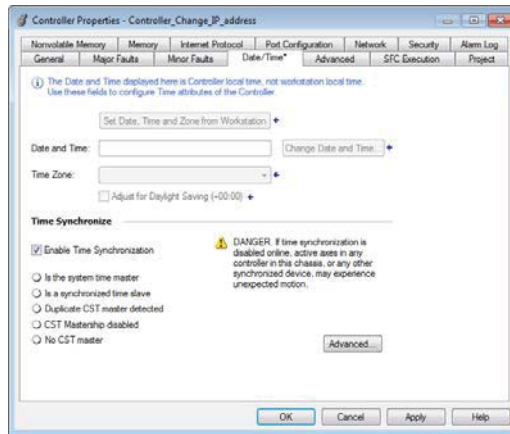 Controller Properties - Controller_Change_IP_address
Nonvolatile Memory Memory Internet Protocol Port Configuration Network Security Alarm Log
General Major Faults Minor Faults Date/Time* Advanced SFC Execution Project
The Date and Time displayed here is Controller local time, not workstation local time.
Use these fields to configure Time attributes of the Controller.
Set Date, Time and Zone from Workstation
Date and Time: Change Date and Time...
Time Zone:
Adjust for Daylight Saving (+00:00)
Time Synchronize
Enable Time Synchronization
DANGER. If time synchronization is
disabled online, active axes in any
controller in this chassis, or any other
synchronized device, may experience
unexpected motion.
Is the system time master
Is a synchronized time slave
Duplicate CST master detected
CST Mastership disabled
No CST master
Advanced...
OK Cancel Apply Help